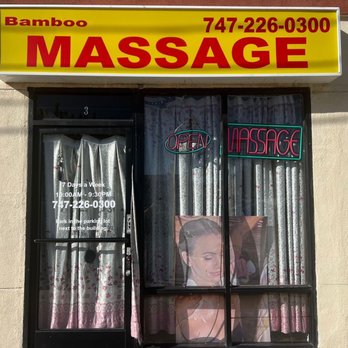 Bamboo
747-226-0300
MASSAGE
3
OPEN
MASSAGE
7 Days a Week
10:00AM - 9:30PM
747-226-0300
Park in the parking lot
next to the building.